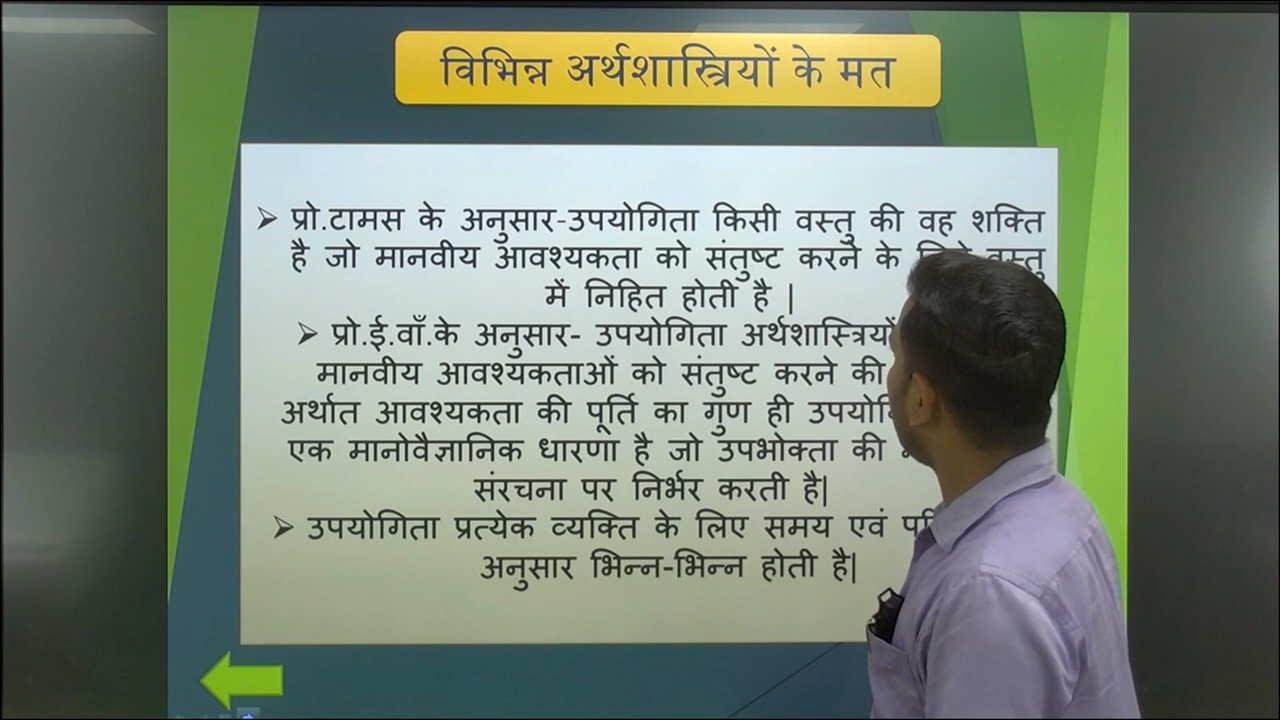 विभिन्न अर्थशास्त्रियों के मत
➢ प्रो.टामस के अनुसार-उपयोगिता किसी वस्तु की वह शक्ति
है जो मानवीय आवश्यकता को संतुष्ट करने के वस्तु
में निहित होती है |
➢ प्रो.ई.वाँ.के अनुसार- उपयोगिता अर्थशास्त्रियों
मानवीय आवश्यकताओं को संतुष्ट करने की
अर्थात आवश्यकता की पूर्ति का गुण ही
एक मानोवैज्ञानिक धारणा है जो उपभोक्ता की
संरचना पर निर्भर करती है|
➢ उपयोगिता प्रत्येक व्यक्ति के लिए समय एवं
अनुसार भिन्न-भिन्न होती है|